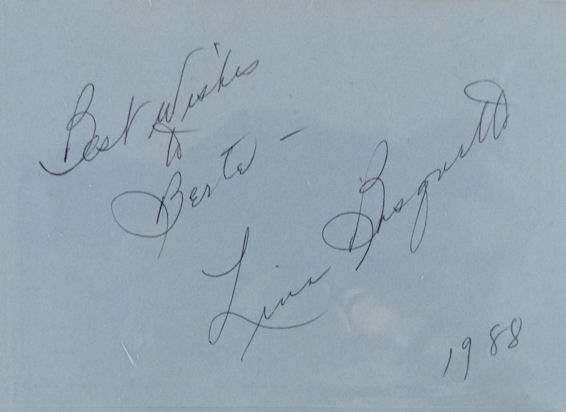 Best Wishes
to
Berte -
Lina Basquette
1988